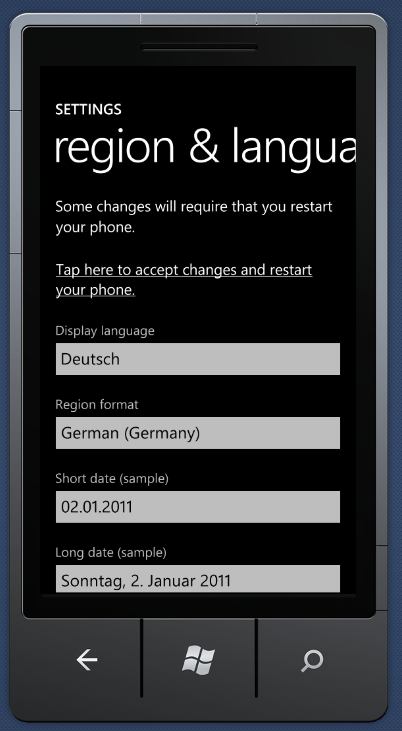 SETTINGS
region & langua
Some changes will require that you restart
your phone.
Tap here to accept changes and restart
your phone.
Display language
Deutsch
Region format
German (Germany)
Short date (sample)
02.01.2011
Long date (sample)
Sonntag, 2. Januar 2011